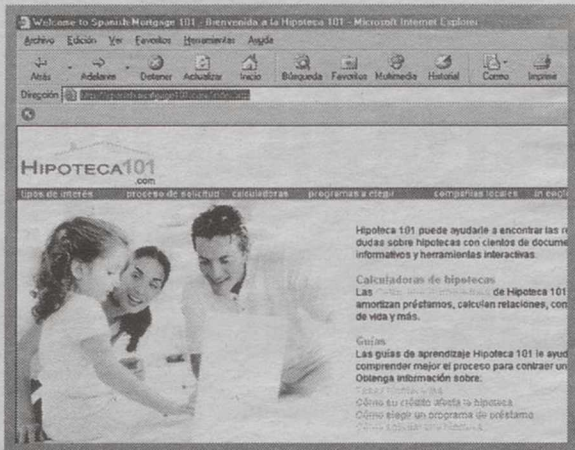 Welcome to Spanish Mortgage 101 - Bienvenida a la Hipoteca 101 - Microsoft Internet Explorer
Archivo Edición Ver Favoritos Herramientas Ayuda
Atrás Adelante Detener Actualizar Inicio Búsqueda Favoritos Multimedia Historial Correo Imprimir
Dirección
HIPOTECA101
.com
tipos de interés proceso de solicitud calculadoras programas a elegir compañías locales
Hipoteca 101 puede ayudarle a encontrar las r
dudas sobre hipotecas con cientos de docume
informativos y herramientas interactivas.
Calculadoras de hipotecas
Las de Hipoteca 101
amortizan préstamos, calculan relaciones, com
de vida y más.
Guías
Las guías de aprendizaje Hipoteca 101 le ayud
comprender mejor el proceso para contraer un
Obtenga información sobre:
Cómo su crédito afecta la hipoteca
Cómo elegir un programa de préstamo